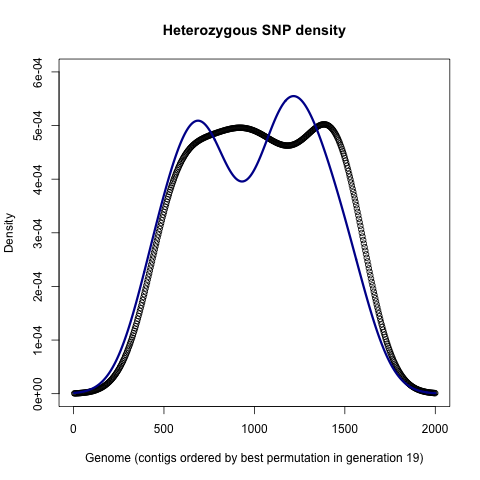 Heterozygous SNP density
Density
6e-04
5e-04
4e-04
3e-04
2e-04
1e-04
0e+00
0 500 1000 1500 2000
Genome (contigs ordered by best permutation in generation 19)